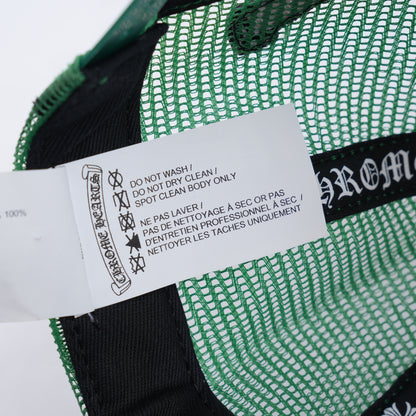 100%
CHROME HEARTS
DO NOT WASH /
DO NOT DRY CLEAN /
SPOT CLEAN BODY ONLY
NE PAS LAVER /
PAS DE NETTOYAGE À SEC OR PAS
D'ENTRETIEN PROFESSIONNEL À SEC /
NETTOYER LES TACHES UNIQUEMENT
CHROME